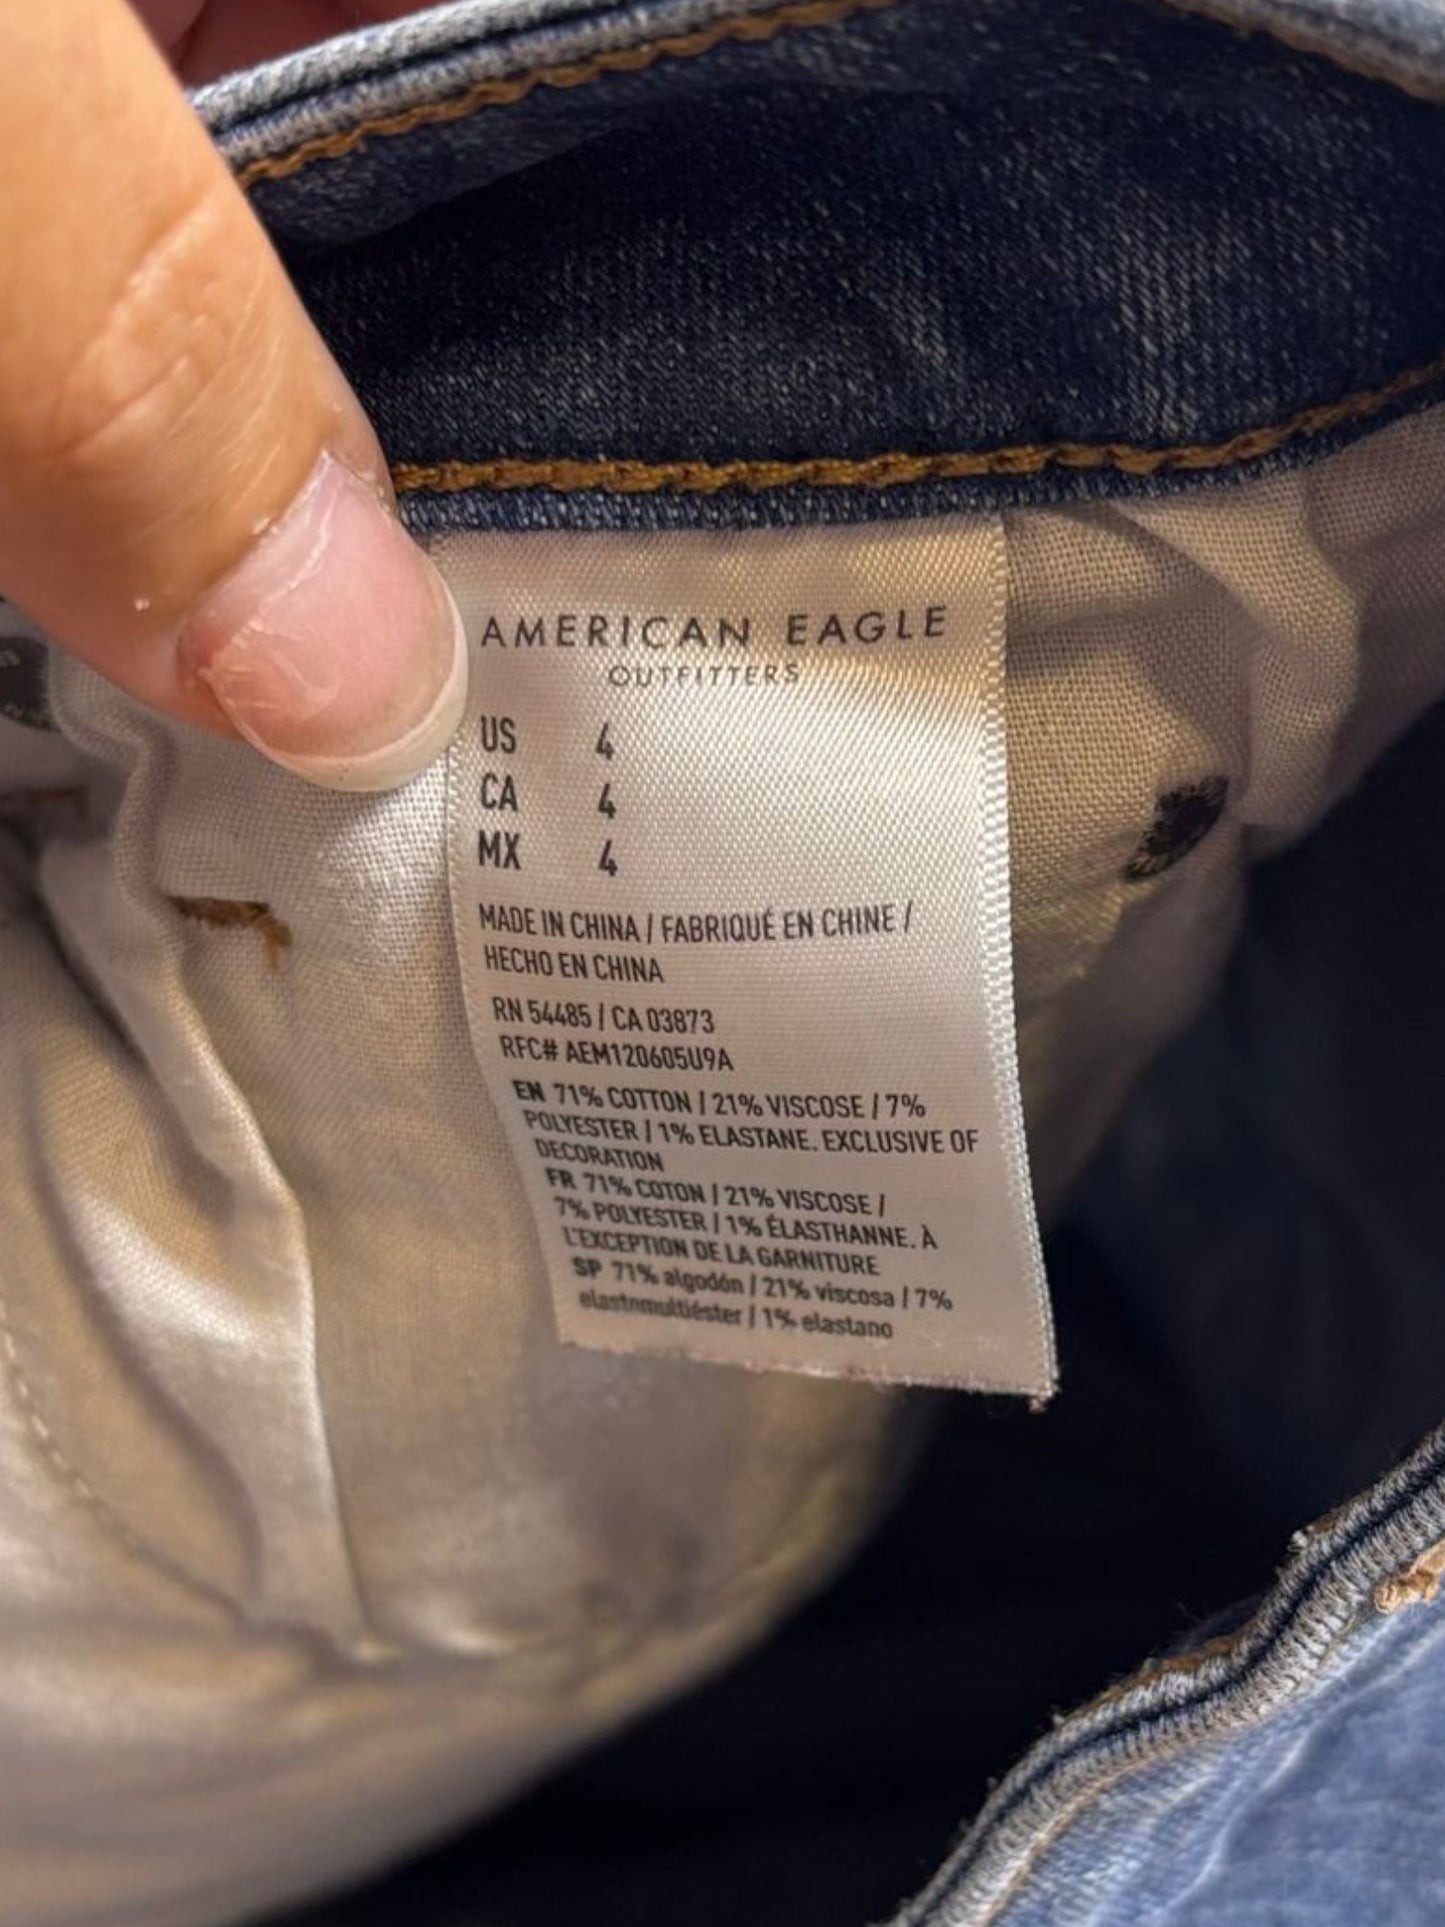 AMERICAN EAGLE
OUTFITTERS
US 4
CA 4
MX 4
MADE IN CHINA / FABRIQUÉ EN CHINE /
HECHO EN CHINA
RN 54485 / CA 03873
RFC# AEM120605U9A
EN 71% COTTON / 21% VISCOSE / 7%
POLYESTER / 1% ELASTANE. EXCLUSIVE OF
DECORATION
FR 71% COTON / 21% VISCOSE /
7% POLYESTER / 1% ÉLASTHANNE. À
L'EXCEPTION DE LA GARNITURE
SP 71% algodón / 21% viscosa / 7%
elastomultiéster / 1% elastano